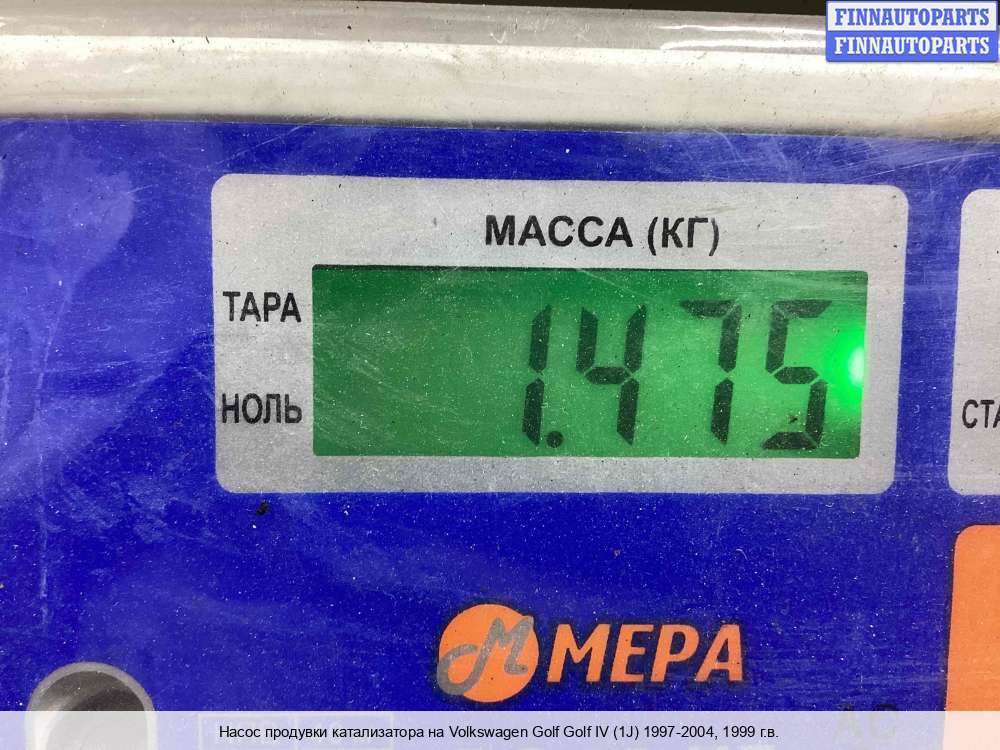 FINNAUTOPARTS
FINNAUTOPARTS
МАССА (КГ)
ТАРА
1.475
НОЛЬ
МЕРА
Насос продувки катализатора на Volkswagen Golf Golf IV (1J) 1997-2004, 1999 г.в.